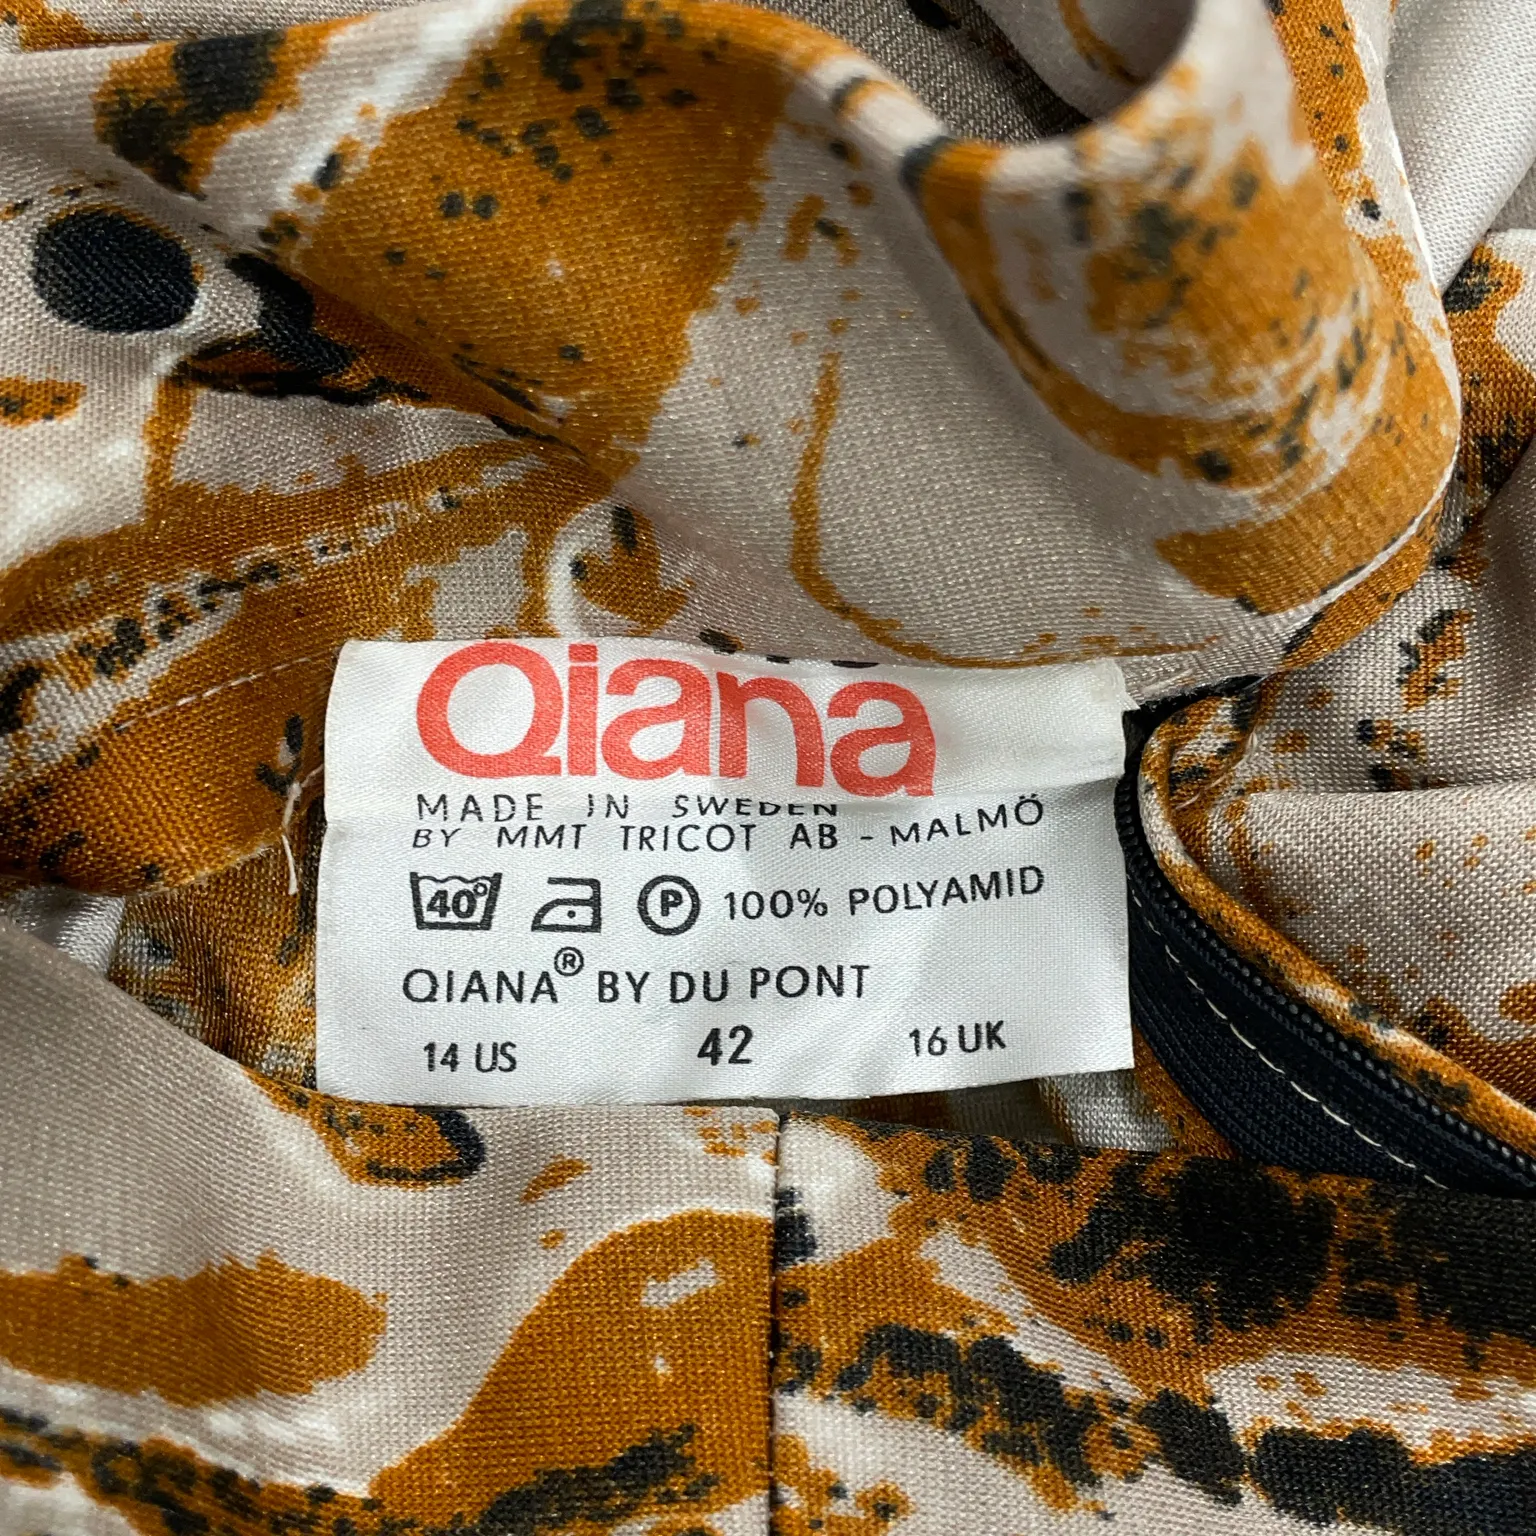 Qiana
MADE IN SWEDEN
BY MMT TRICOT AB - MALMÖ
40° P 100% POLYAMID
QIANA® BY DU PONT
14 US 42 16 UK